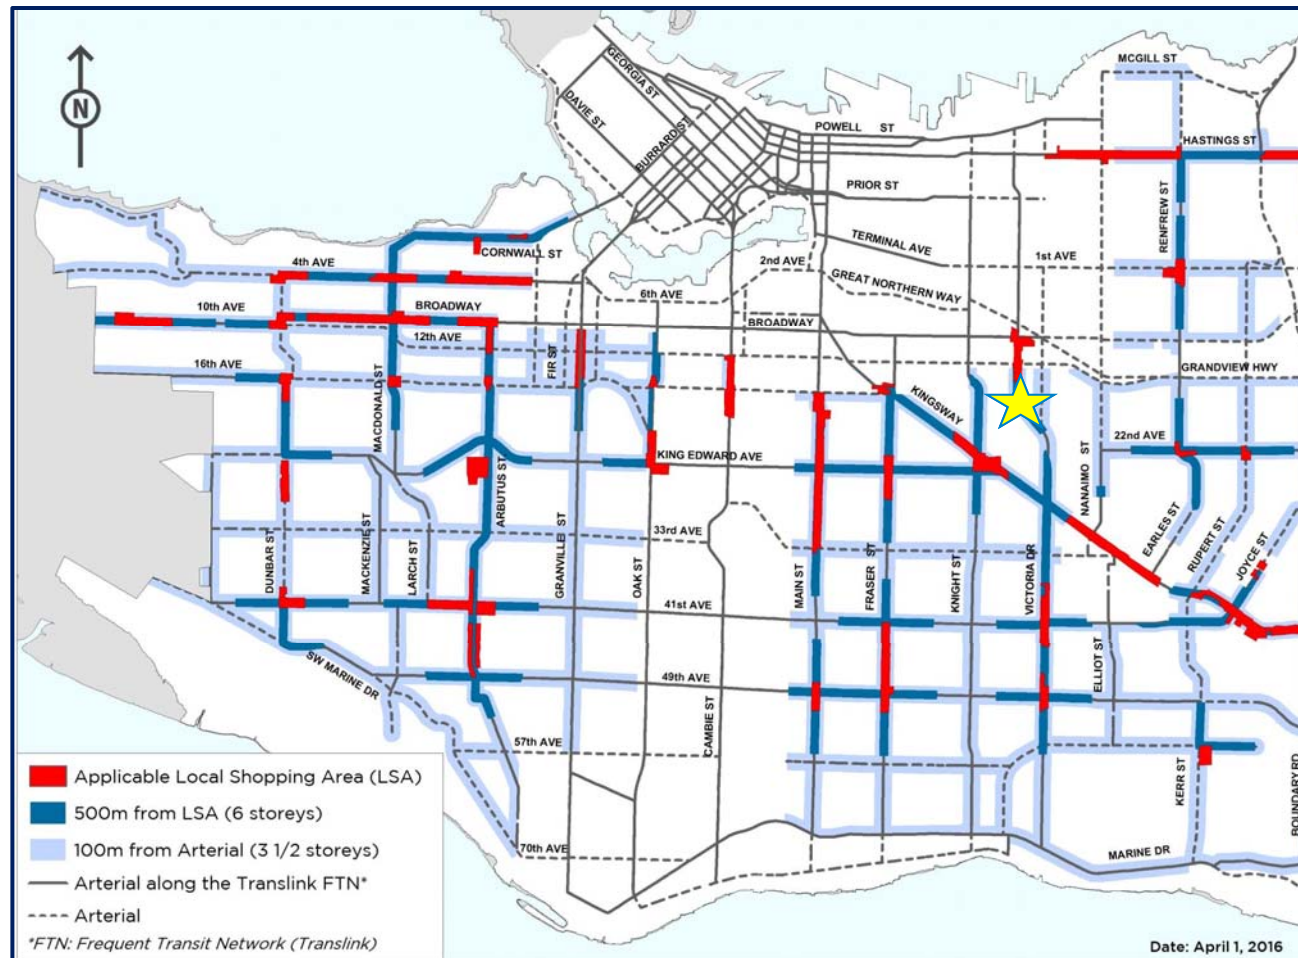 N
MCGILL ST
GEORGIA ST
DAVIE ST
BURRARD ST
POWELL ST
HASTINGS ST
PRIOR ST
RENFREW ST
CORNWALL ST
TERMINAL AVE
4th AVE
2nd AVE
1st AVE
GREAT NORTHERN WAY
6th AVE
10th AVE
BROADWAY
BROADWAY
12th AVE
FIR ST
16th AVE
MACDONALD ST
GRANDVIEW HWY
KINGSWAY
22nd AVE
NANAIMO ST
KING EDWARD AVE
ARBUTUS ST
33rd AVE
DUNBAR ST
MACKENZIE ST
LARCH ST
GRANVILLE ST
OAK ST
MAIN ST
FRASER ST
KNIGHT ST
VICTORIA DR
EARLES ST
RUPERT ST
JOYCE ST
41st AVE
ELLIOT ST
SW MARINE DR
49th AVE
CAMBIE ST
57th AVE
KERR ST
BOUNDARY RD
70th AVE
MARINE DR
Applicable Local Shopping Area (LSA)
500m from LSA (6 storeys)
100m from Arterial (3 1/2 storeys)
Arterial along the Translink FTN*
Arterial
*FTN: Frequent Transit Network (Translink)
Date: April 1, 2016